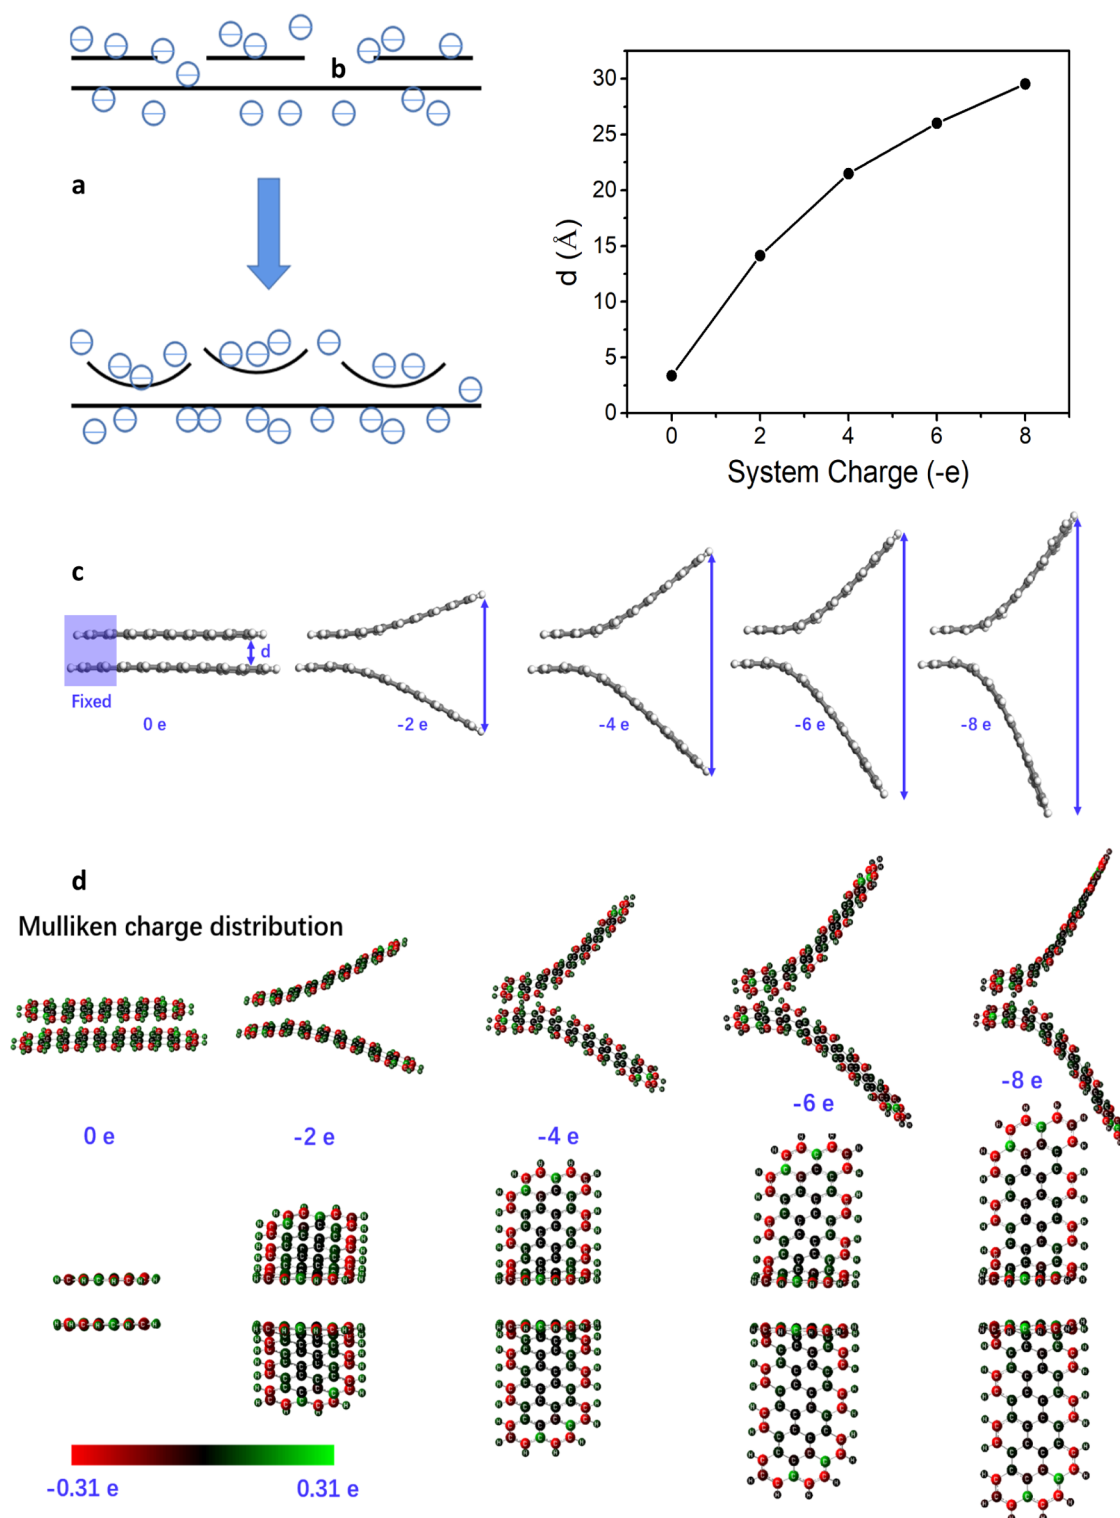 b
a
30
25
20
15
10
5
0
d (Å)
0 2 4 6 8
System Charge (-e)
c
d
Fixed
0 e
-2 e
-4 e
-6 e
-8 e
d
Mulliken charge distribution
0 e
-2 e
-4 e
-6 e
-8 e
-0.31 e
0.31 e